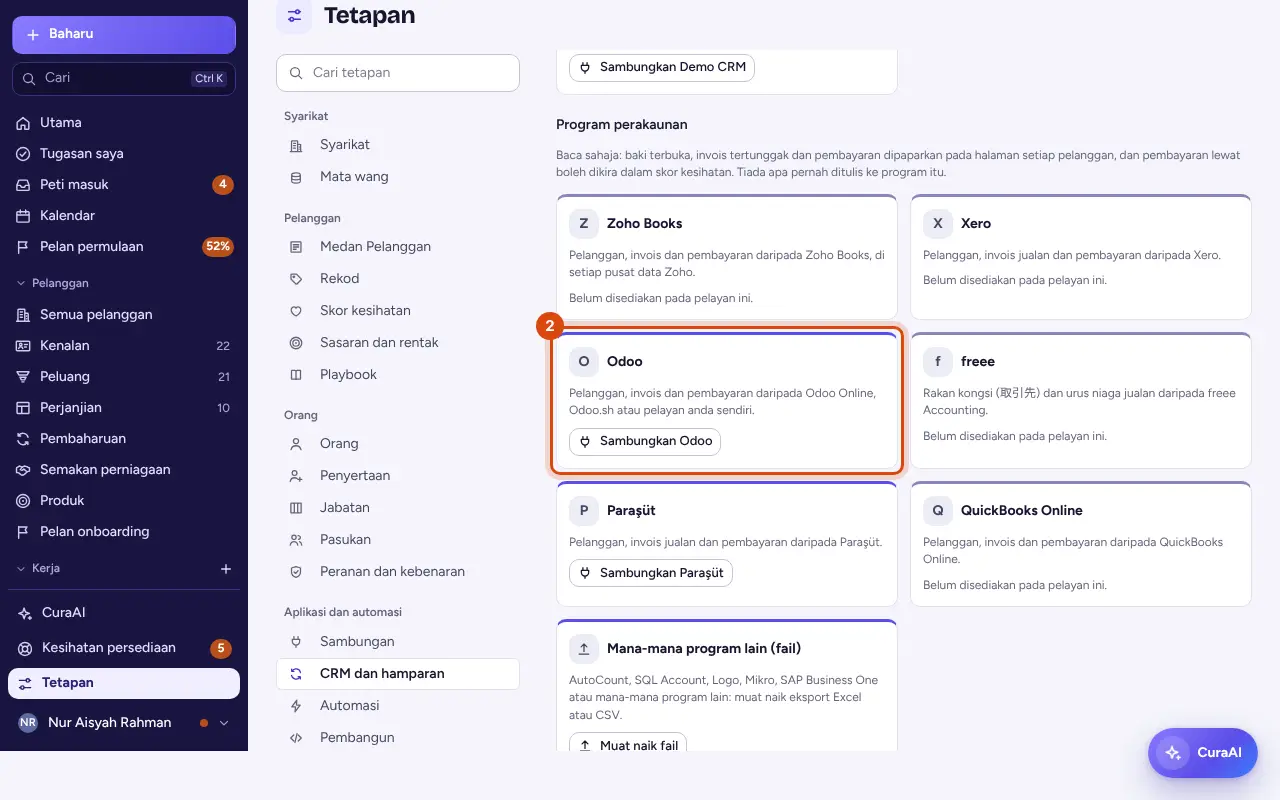 Baharu
Cari
Ctrl K
Utama
Tugasan saya
Peti masuk
4
Kalendar
Pelan permulaan
52%
Pelanggan
Semua pelanggan
Kenalan
22
Peluang
21
Perjanjian
10
Pembaharuan
Semakan perniagaan
Produk
Pelan onboarding
Kerja
CuraAI
Kesihatan persediaan
5
Tetapan
NR
Nur Aisyah Rahman
Tetapan
Cari tetapan
Syarikat
Syarikat
Mata wang
Pelanggan
Medan Pelanggan
Rekod
Skor kesihatan
Sasaran dan rentak
Playbook
Orang
Orang
Penyertaan
Jabatan
Pasukan
Peranan dan kebenaran
Aplikasi dan automasi
Sambungan
CRM dan hamparan
Automasi
Pembangun
Sambungkan Demo CRM
Program perakaunan
Baca sahaja: baki terbuka, invois tertunggak dan pembayaran dipaparkan pada halaman setiap pelanggan, dan pembayaran lewat
boleh dikira dalam skor kesihatan. Tiada apa pernah ditulis ke program itu.
Z
Zoho Books
Pelanggan, invois dan pembayaran daripada Zoho Books, di
setiap pusat data Zoho.
Belum disediakan pada pelayan ini.
X
Xero
Pelanggan, invois jualan dan pembayaran daripada Xero.
Belum disediakan pada pelayan ini.
2
O
Odoo
Pelanggan, invois dan pembayaran daripada Odoo Online,
Odoo.sh atau pelayan anda sendiri.
Sambungkan Odoo
f
freee
Rakan kongsi (取引先) dan urus niaga jualan daripada freee
Accounting.
Belum disediakan pada pelayan ini.
P
Paraşüt
Pelanggan, invois jualan dan pembayaran daripada Paraşüt.
Sambungkan Paraşüt
Q
QuickBooks Online
Pelanggan, invois dan pembayaran daripada QuickBooks
Online.
Belum disediakan pada pelayan ini.
Mana-mana program lain (fail)
AutoCount, SQL Account, Logo, Mikro, SAP Business One
atau mana-mana program lain: muat naik eksport Excel
atau CSV.
Muat naik fail
CuraAI